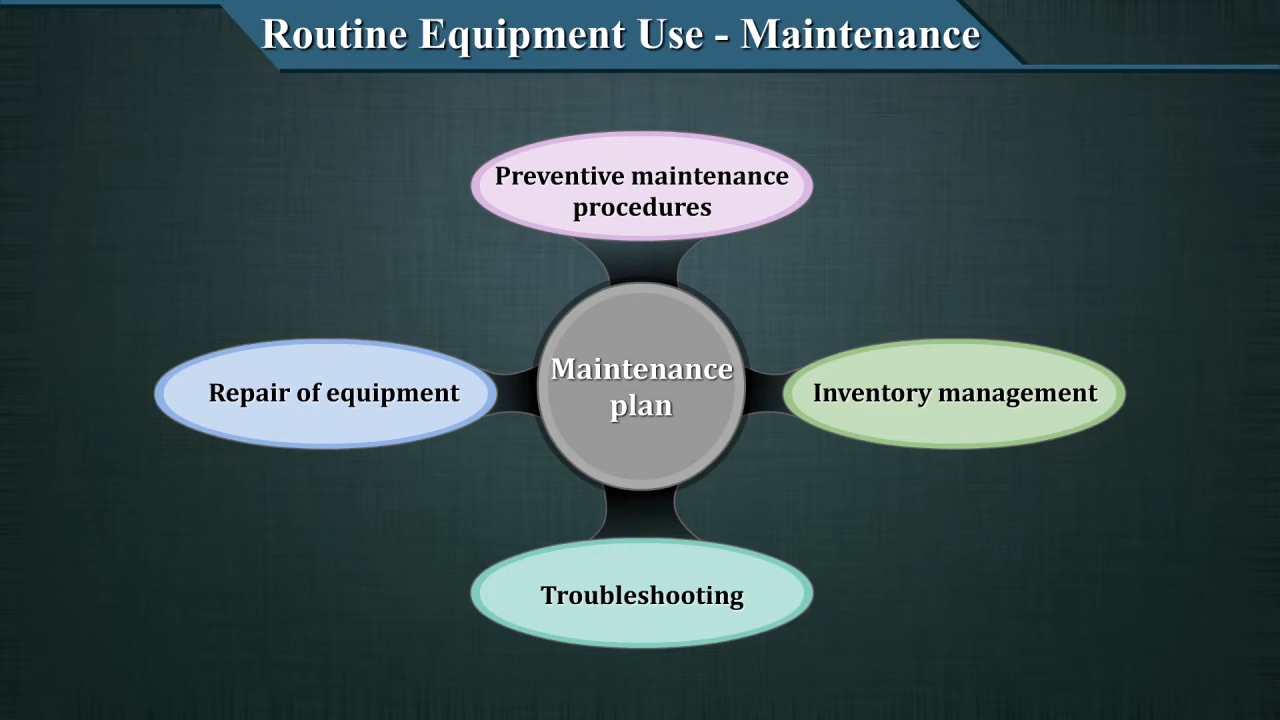 Routine Equipment Use - Maintenance
Preventive maintenance
procedures
Repair of equipment
Maintenance
plan
Inventory management
Troubleshooting